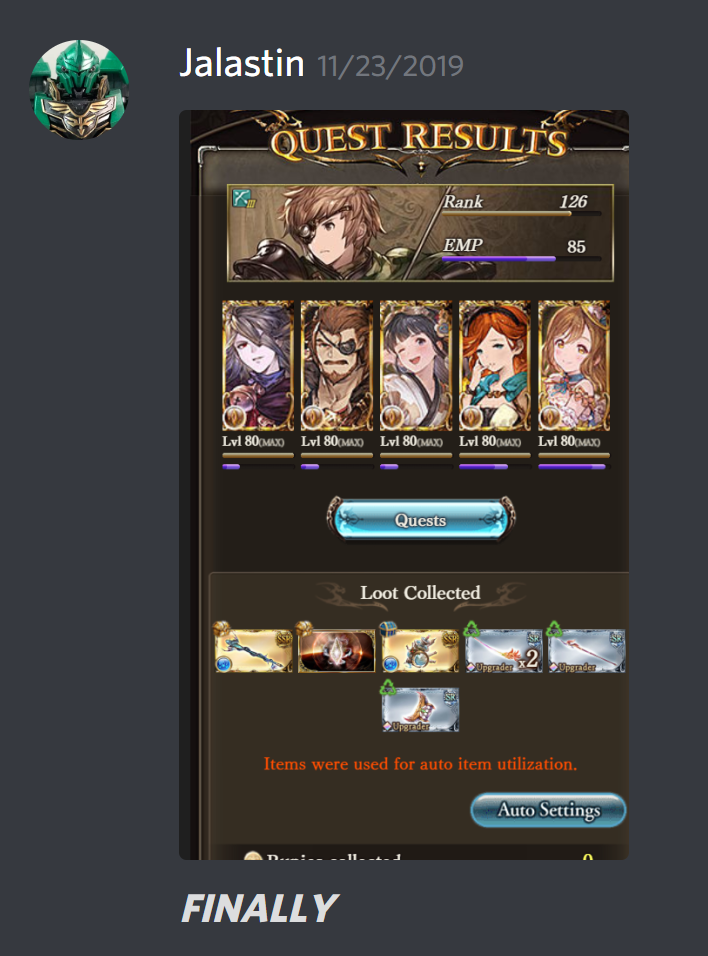 Jalastin 11/23/2019
QUEST RESULTS
III
Rank 126
EMP 85
Lvl 80(MAX) Lvl 80(MAX) Lvl 80(MAX) Lvl 80(MAX) Lvl 80(MAX)
Quests
Loot Collected
SSR SSR SR SR
Upgrader x2 Upgrader
SR
Upgrader
Items were used for auto item utilization.
Auto Settings
Rupies collected 0
FINALLY